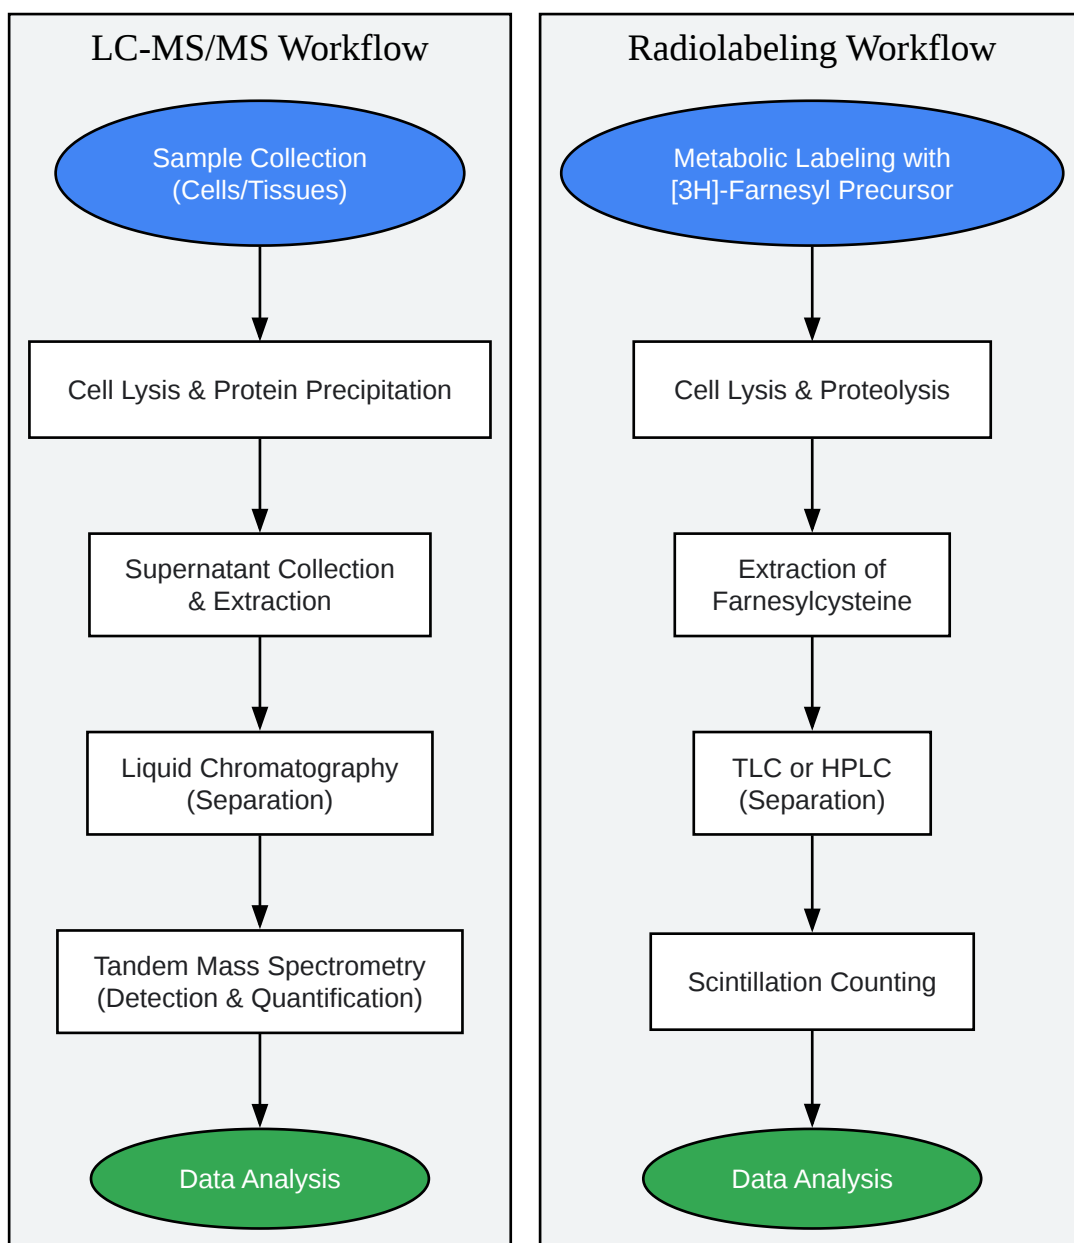 LC-MS/MS Workflow
Sample Collection
(Cells/Tissues)
Cell Lysis & Protein Precipitation
Supernatant Collection
& Extraction
Liquid Chromatography
(Separation)
Tandem Mass Spectrometry
(Detection & Quantification)
Data Analysis
Radiolabeling Workflow
Metabolic Labeling with
[3H]-Farnesyl Precursor
Cell Lysis & Proteolysis
Extraction of
Farnesylcysteine
TLC or HPLC
(Separation)
Scintillation Counting
Data Analysis